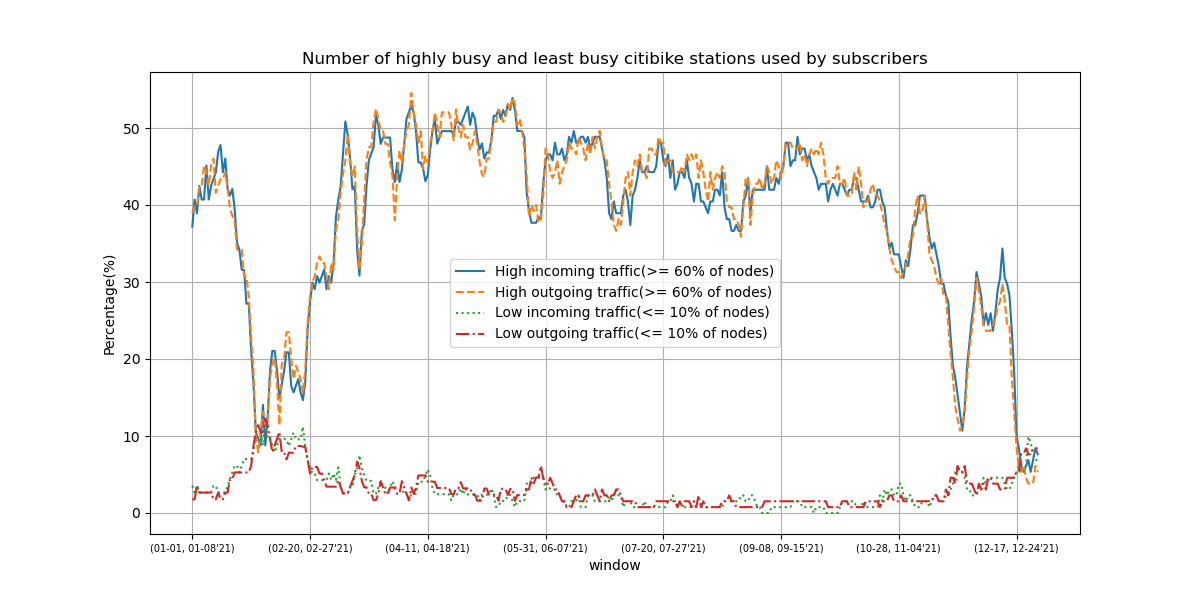 Number of highly busy and least busy citibike stations used by subscribers
Percentage(%)
50
40
30
20
10
0
High incoming traffic(>= 60% of nodes)
High outgoing traffic(>= 60% of nodes)
Low incoming traffic(<= 10% of nodes)
Low outgoing traffic(<= 10% of nodes)
(01-01, 01-08'21) (02-20, 02-27'21) (04-11, 04-18'21) (05-31, 06-07'21) (07-20, 07-27'21) (09-08, 09-15'21) (10-28, 11-04'21) (12-17, 12-24'21)
window